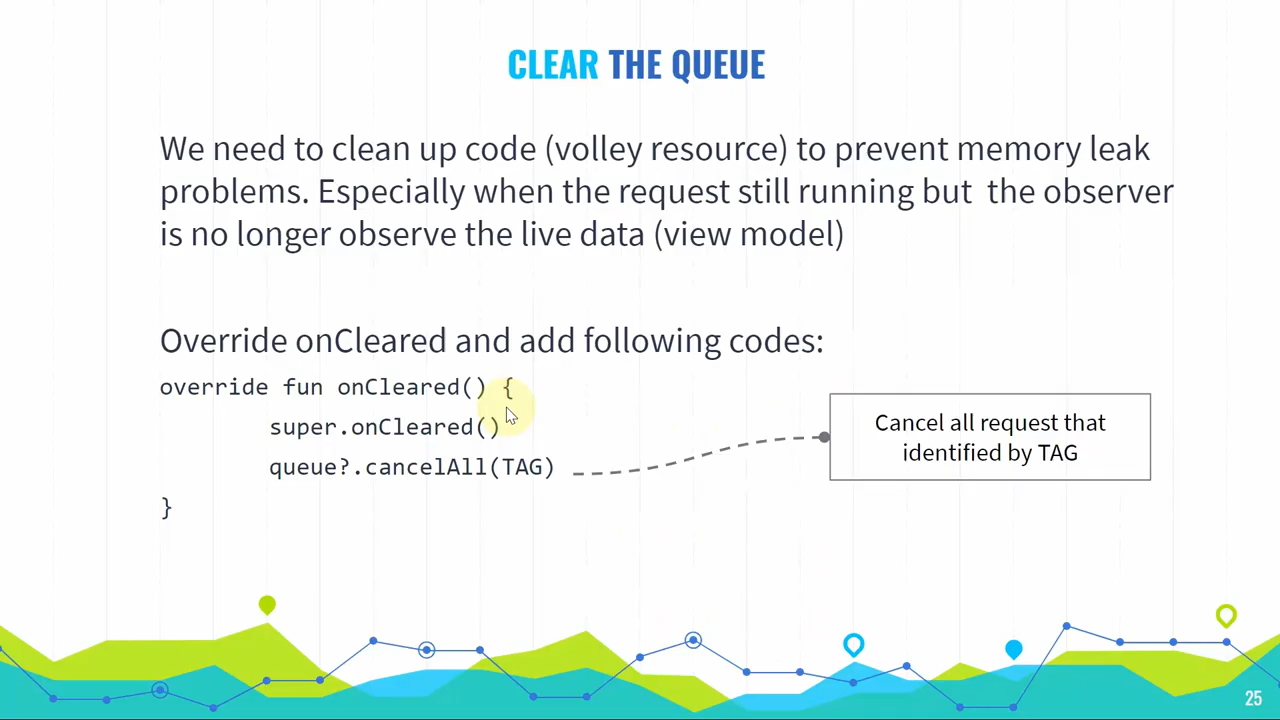 CLEAR THE QUEUE
We need to clean up code (volley resource) to prevent memory leak
problems. Especially when the request still running but  the observer
is no longer observe the live data (view model)
Override onCleared and add following codes:
override fun onCleared() {
super.onCleared()
queue?.cancelAll(TAG)
}
Cancel all request that
identified by TAG
25